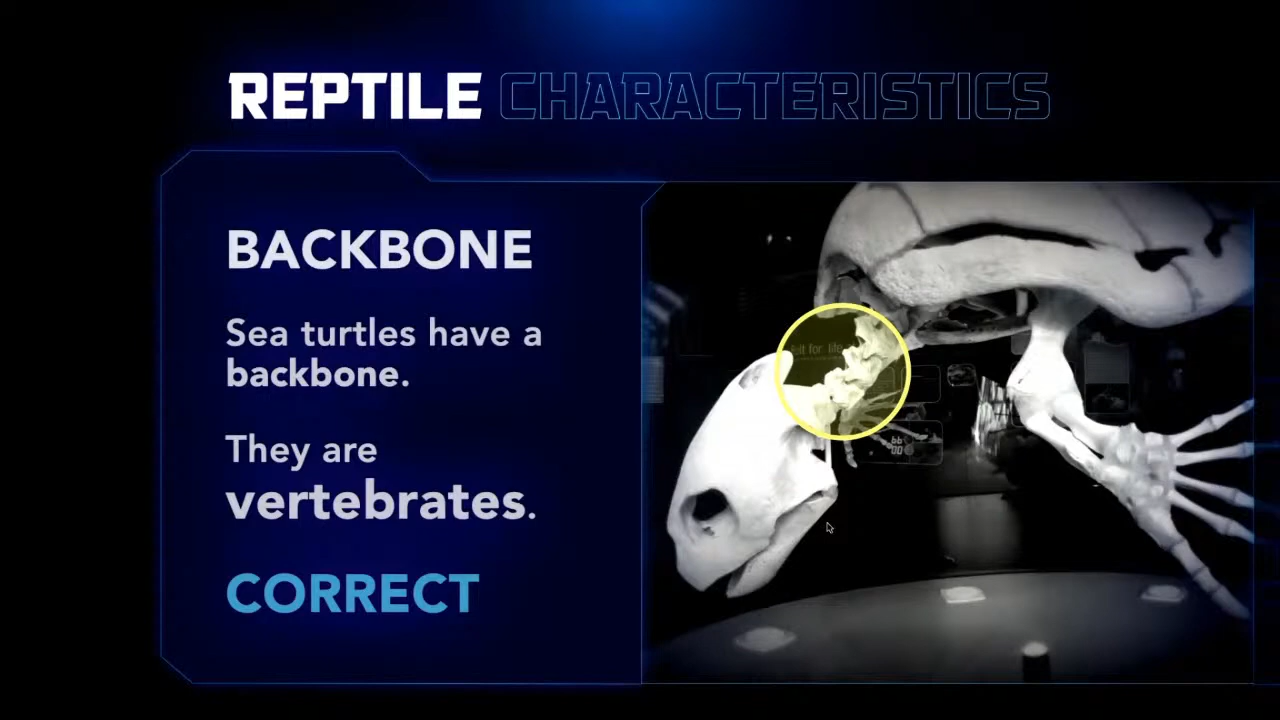 REPTILE CHARACTERISTICS
BACKBONE
Sea turtles have a
backbone.
They are
vertebrates.
CORRECT